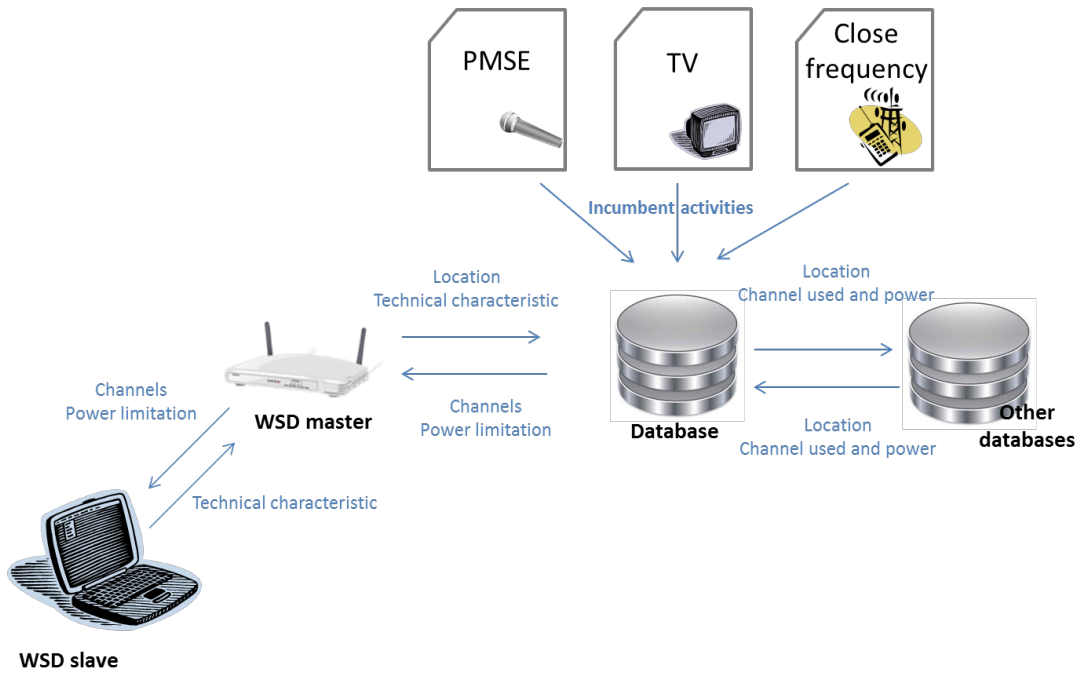 PMSE
TV
Close
frequency
Incumbent activities
Location
Technical characteristic
Location
Channel used and power
Channels
Power limitation
WSD master
Channels
Power limitation
Database
Location
Channel used and power
Other
databases
Technical characteristic
WSD slave